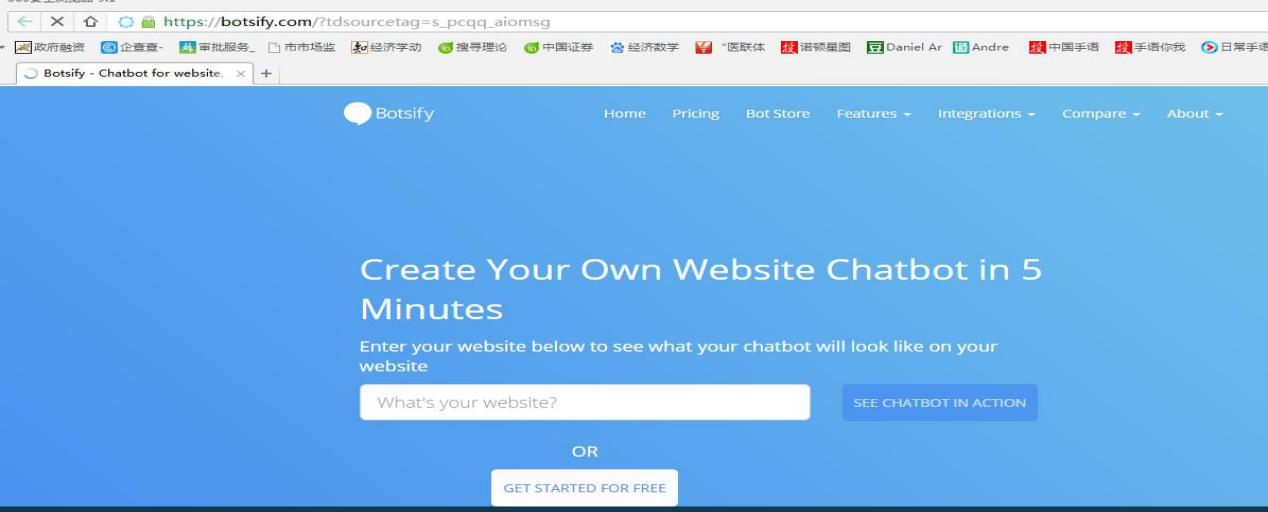 https://botsify.com/?tdsourcetag=s_pcqq_aiomsg
政府融资 企查查- 审批服务_ 市市场监 经济学动 搜寻理论 中国证券 经济数学 "医联体 诺顿星图 Daniel Ar Andre 中国手语 手语你我 日常手语
Botsify - Chatbot for website,
Botsify Home Pricing Bot Store Features Integrations Compare About
Create Your Own Website Chatbot in 5
Minutes
Enter your website below to see what your chatbot will look like on your
website
What's your website? SEE CHATBOT IN ACTION
OR
GET STARTED FOR FREE